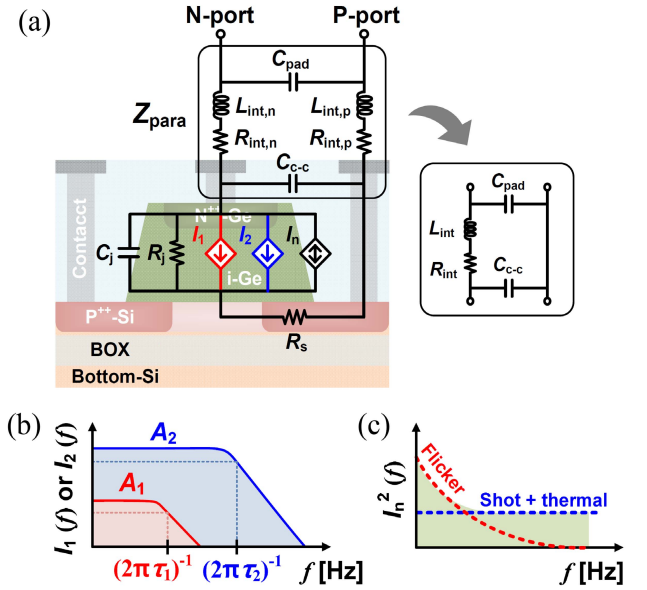 (a)
N-port P-port
C_pad
Z_para
L_int,n L_int,p
R_int,n R_int,p
C_c-c
C_pad
L_int
R_int
C_c-c
Contacct
N++-Ge
C_j R_j I_1 I_2 I_n
i-Ge
P++-Si
R_s
BOX
Bottom-Si
(b)
I_1 (f) or I_2 (f)
A_2
A_1
(2π τ_1)^-1 (2π τ_2)^-1 f [Hz]
(c)
I_n^2 (f)
Flicker
Shot + thermal
f [Hz]